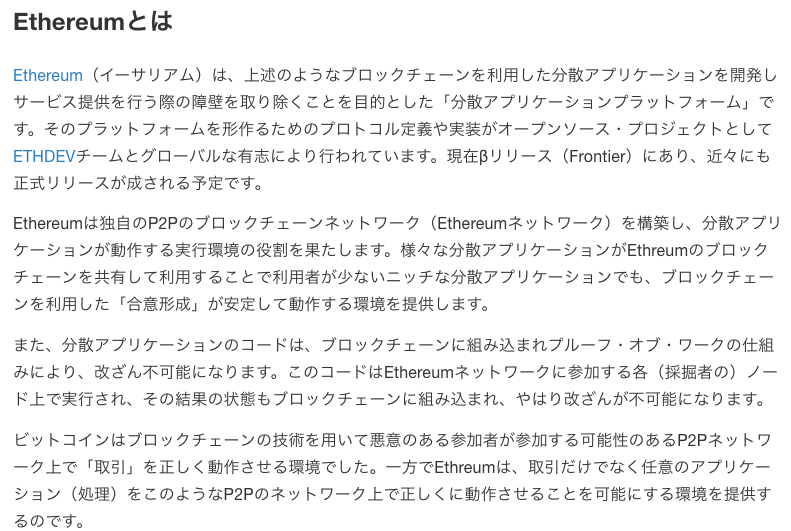 Ethereumとは
Ethereum（イーサリアム）は、上述のようなブロックチェーンを利用した分散アプリケーションを開発し
サービス提供を行う際の障壁を取り除くことを目的とした「分散アプリケーションプラットフォーム」で
す。そのプラットフォームを形作るためのプロトコル定義や実装がオープンソース・プロジェクトとして
ETHDEVチームとグローバルな有志により行われています。現在βリリース（Frontier）にあり、近々にも
正式リリースが成される予定です。
Ethereumは独自のP2Pのブロックチェーンネットワーク（Ethereumネットワーク）を構築し、分散アプリ
ケーションが動作する実行環境の役割を果たします。様々な分散アプリケーションがEthreumのブロック
チェーンを共有して利用することで利用者が少ないニッチな分散アプリケーションでも、ブロックチェー
ンを利用した「合意形成」が安定して動作する環境を提供します。
また、分散アプリケーションのコードは、ブロックチェーンに組み込まれプルーフ・オブ・ワークの仕組
みにより、改ざん不可能になります。このコードはEthereumネットワークに参加する各（採掘者の）ノー
ド上で実行され、その結果の状態もブロックチェーンに組み込まれ、やはり改ざんが不可能になります。
ビットコインはブロックチェーンの技術を用いて悪意のある参加者が参加する可能性のあるP2Pネットワ
ーク上で「取引」を正しく動作させる環境でした。一方でEthreumは、取引だけでなく任意のアプリケー
ション（処理）をこのようなP2Pのネットワーク上で正しくに動作させることを可能にする環境を提供す
るのです。